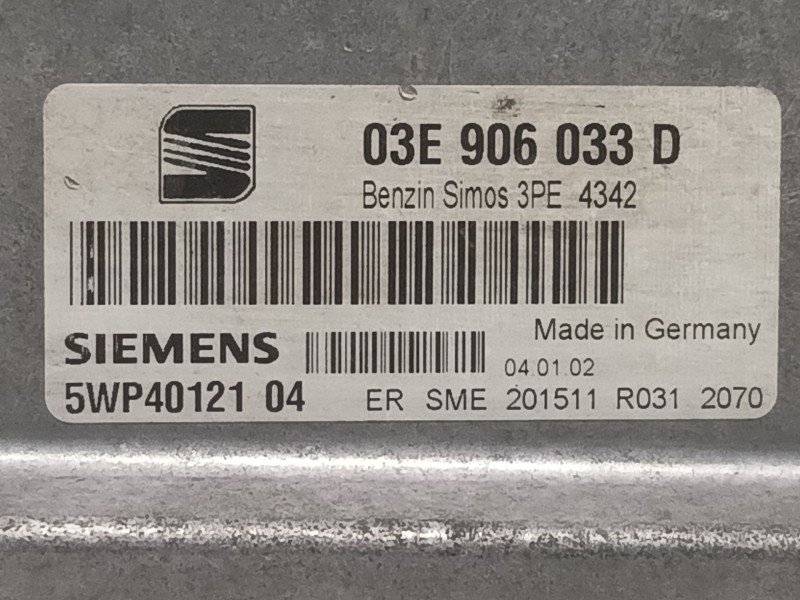 03E 906 033 D
Benzin Simos 3PE 4342
SIEMENS
Made in Germany
04.01.02
5WP40121 04 ER SME 201511 R031 2070